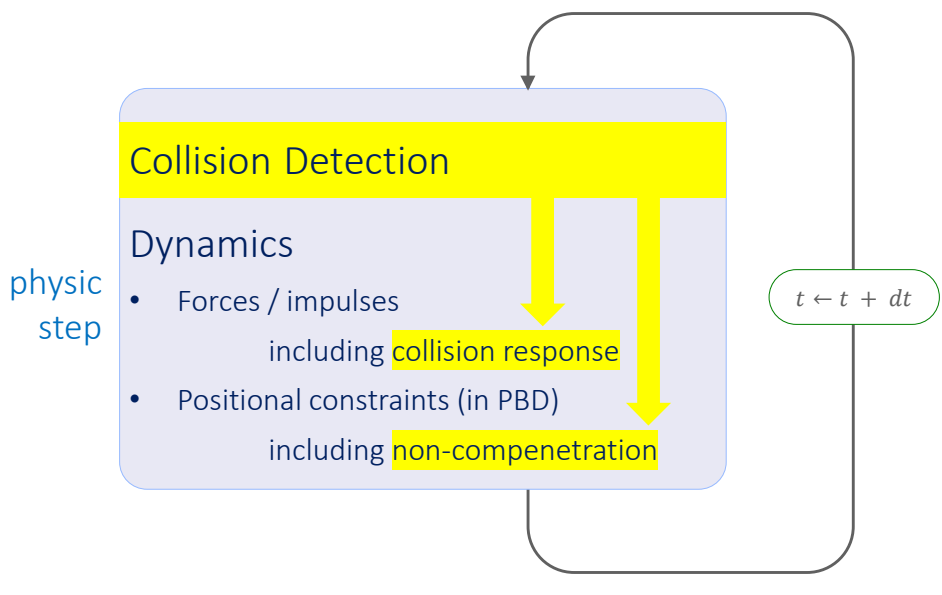 Collision Detection
Dynamics
physic
step
• Forces / impulses
including collision response
• Positional constraints (in PBD)
including non-compenetration
t ← t + dt